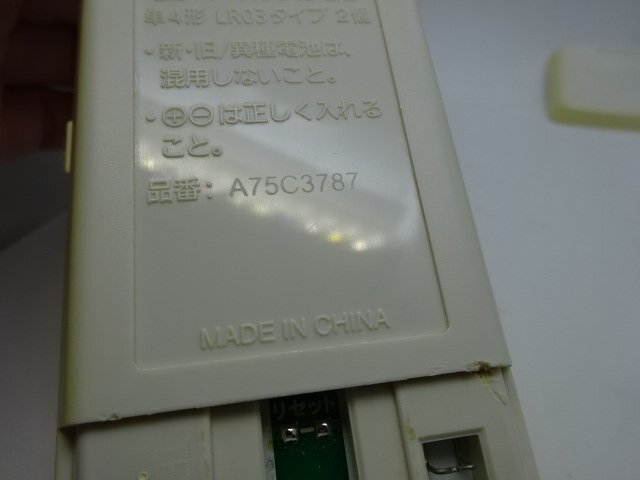 単4形 LR03タイプ 2個
・新・旧/異種電池は、
混用しないこと。
・⊕⊖は正しく入れる
こと。
品番: A75C3787
MADE IN CHINA
リセット